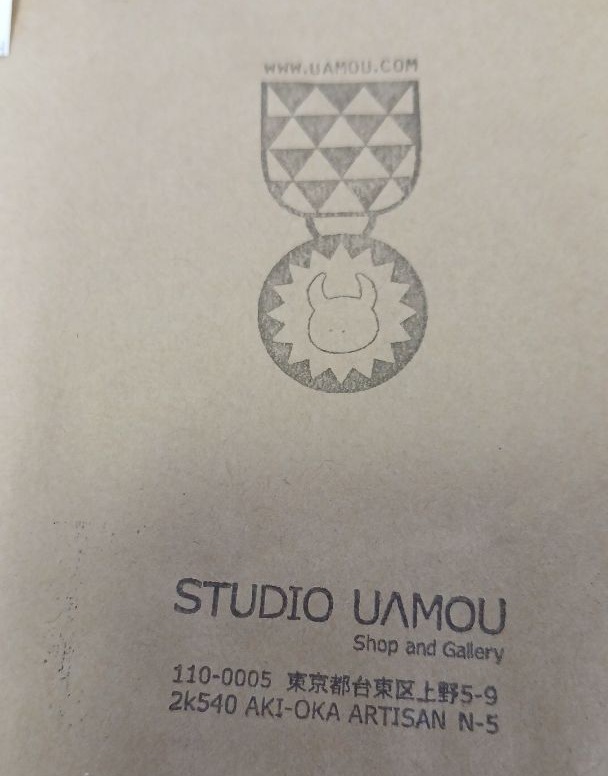 WWW.UAMOU.COM
STUDIO UΛMOU
Shop and Gallery
110-0005 東京都台東区上野5-9
2k540 AKI-OKA ARTISAN N-5